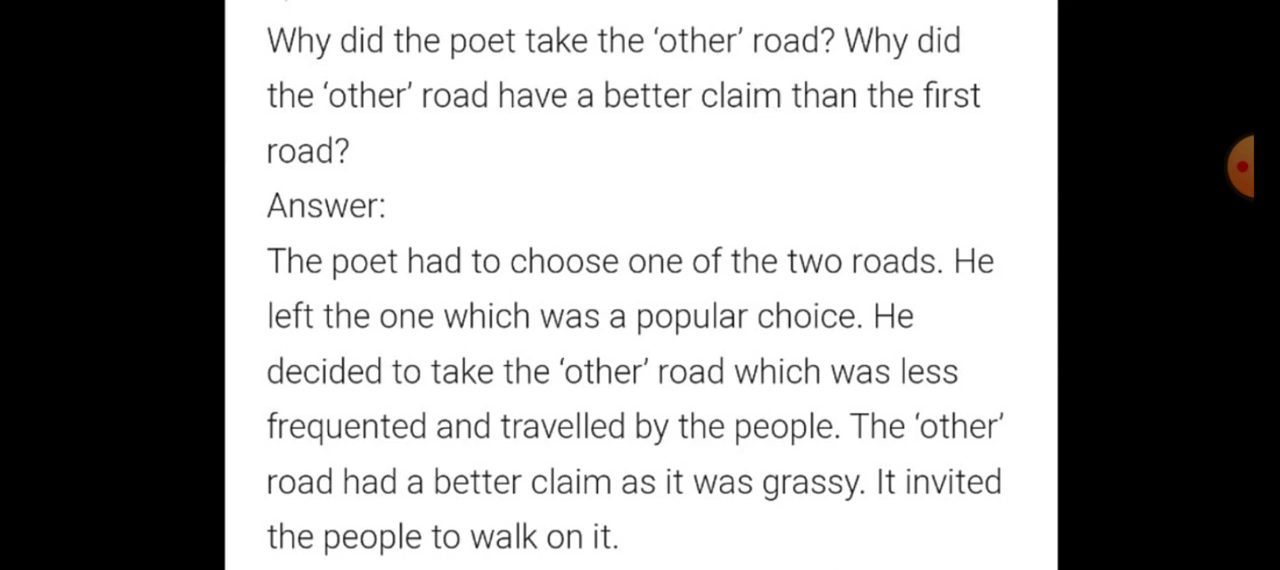 Why did the poet take the ‘other’ road? Why did
the ‘other’ road have a better claim than the first
road?
Answer:
The poet had to choose one of the two roads. He
left the one which was a popular choice. He
decided to take the ‘other’ road which was less
frequented and travelled by the people. The ‘other’
road had a better claim as it was grassy. It invited
the people to walk on it.